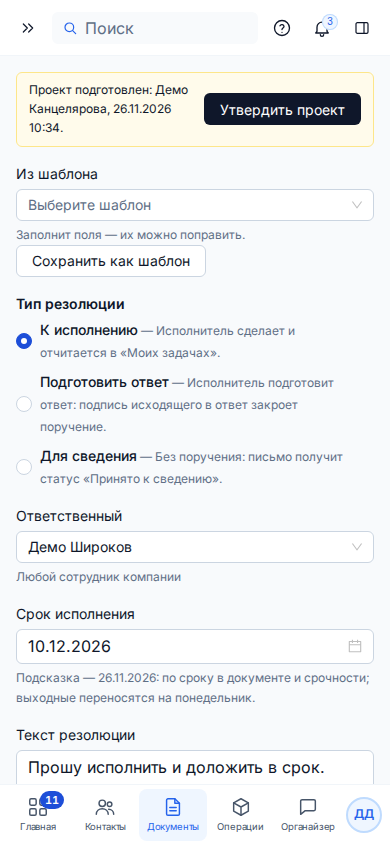 Поиск
3
Проект подготовлен: Демо
Канцелярова, 26.11.2026
10:34.
Утвердить проект
Из шаблона
Выберите шаблон
Заполнит поля — их можно поправить.
Сохранить как шаблон
Тип резолюции
К исполнению — Исполнитель сделает и
отчитается в «Моих задачах».
Подготовить ответ — Исполнитель подготовит
ответ: подпись исходящего в ответ закроет
поручение.
Для сведения — Без поручения: письмо получит
статус «Принято к сведению».
Ответственный
Демо Широков
Любой сотрудник компании
Срок исполнения
10.12.2026
Подсказка — 26.11.2026: по сроку в документе и срочности;
выходные переносятся на понедельник.
Текст резолюции
Прошу исполнить и доложить в срок.
11
Главная
Контакты
Документы
Операции
Органайзер
ДД